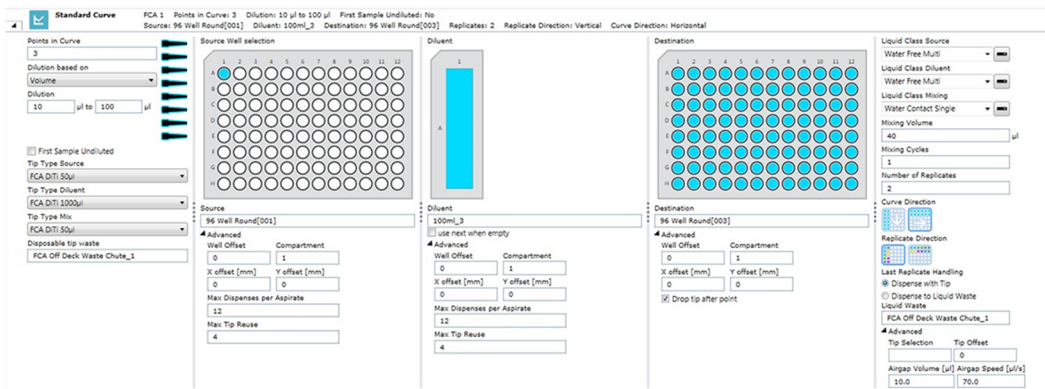 Standard Curve
FCA 1 Points in Curve: 3 Dilution: 10 µl to 100 µl First Sample Undiluted: No
Source: 96 Well Round[001] Diluent: 100ml_3 Destination: 96 Well Round[003] Replicates: 2 Replicate Direction: Vertical Curve Direction: Horizontal
Points in Curve
3
Dilution based on
Volume
Dilution
10 µl to 100 µl
First Sample Undiluted
Tip Type Source
FCA DiTi 50µl
Tip Type Diluent
FCA DiTi 1000µl
Tip Type Mix
FCA DiTi 50µl
Disposable tip waste
FCA Off Deck Waste Chute_1
Source Well selection
1 2 3 4 5 6 7 8 9 10 11 12
A
B
C
D
E
F
G
H
Source
96 Well Round[001]
Advanced
Well Offset Compartment
0 1
X offset [mm] Y offset [mm]
0 0
Max Dispenses per Aspirate
12
Max Tip Reuse
4
Diluent
1
A
Diluent
100ml_3
use next when empty
Advanced
Well Offset Compartment
0 1
X offset [mm] Y offset [mm]
0 0
Max Dispenses per Aspirate
12
Max Tip Reuse
4
Destination
1 2 3 4 5 6 7 8 9 10 11 12
A
B
C
D
E
F
G
H
Destination
96 Well Round[003]
Advanced
Well Offset Compartment
0 1
X offset [mm] Y offset [mm]
0 0
Drop tip after point
Liquid Class Source
Water Free Multi
Liquid Class Diluent
Water Free Multi
Liquid Class Mixing
Water Contact Single
Mixing Volume
40 µl
Mixing Cycles
1
Number of Replicates
2
Curve Direction
Replicate Direction
Last Replicate Handling
Dispense with Tip
Dispense to Liquid Waste
Liquid Waste
FCA Off Deck Waste Chute_1
Advanced
Tip Selection Tip Offset
0
Airgap Volume [µl] Airgap Speed [µl/s]
10.0 70.0